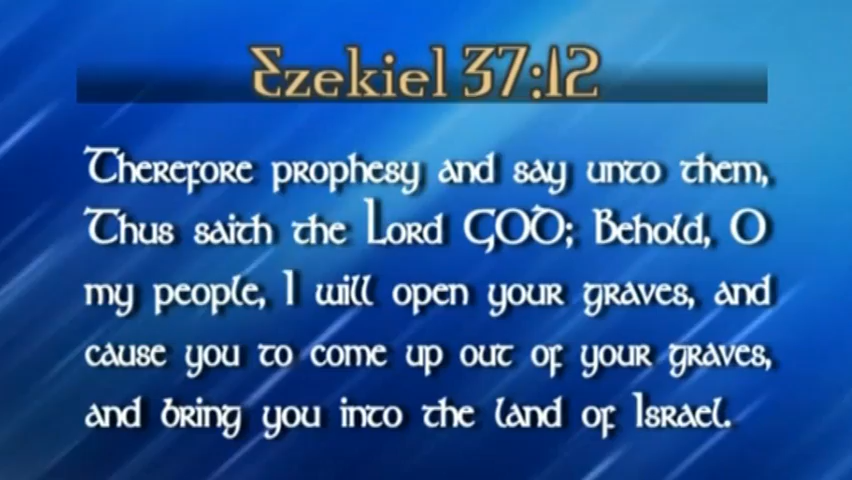 Ezekiel 37:12
Therefore prophesy and say unto them,
Thus saith the Lord GOD; Behold, O
my people, I will open your graves, and
cause you to come up out of your graves,
and bring you into the land of Israel.